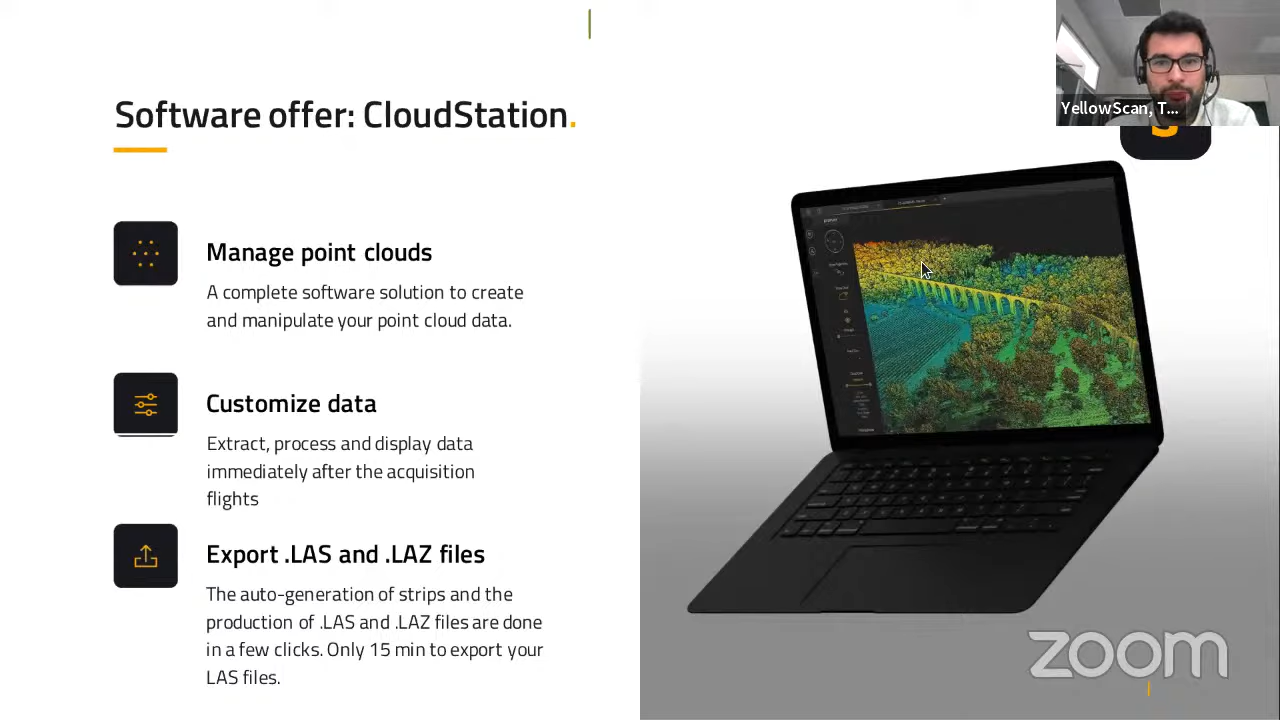 Software offer: CloudStation.
YellowScan, T...
Manage point clouds
A complete software solution to create
and manipulate your point cloud data.
Customize data
Extract, process and display data
immediately after the acquisition
flights
Export .LAS and .LAZ files
The auto-generation of strips and the
production of .LAS and .LAZ files are done
in a few clicks. Only 15 min to export your
LAS files.
zoom